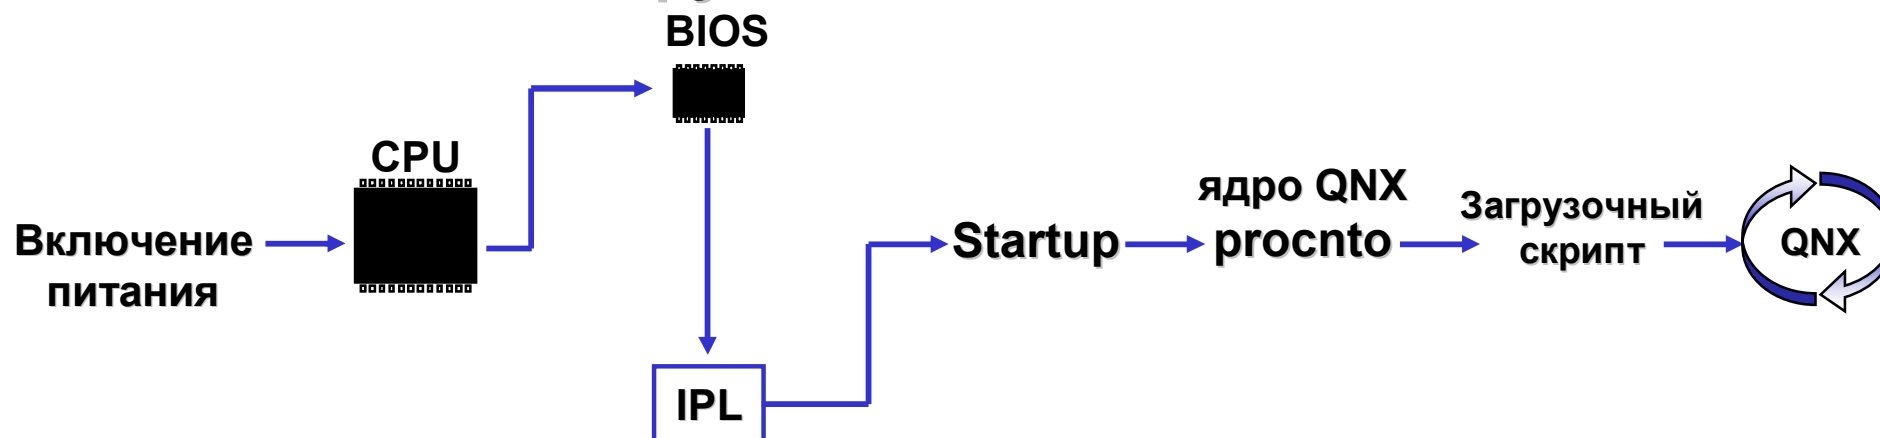 BIOS
CPU
Включение
питания
IPL
Startup
ядро QNX
procnto
Загрузочный
скрипт
QNX